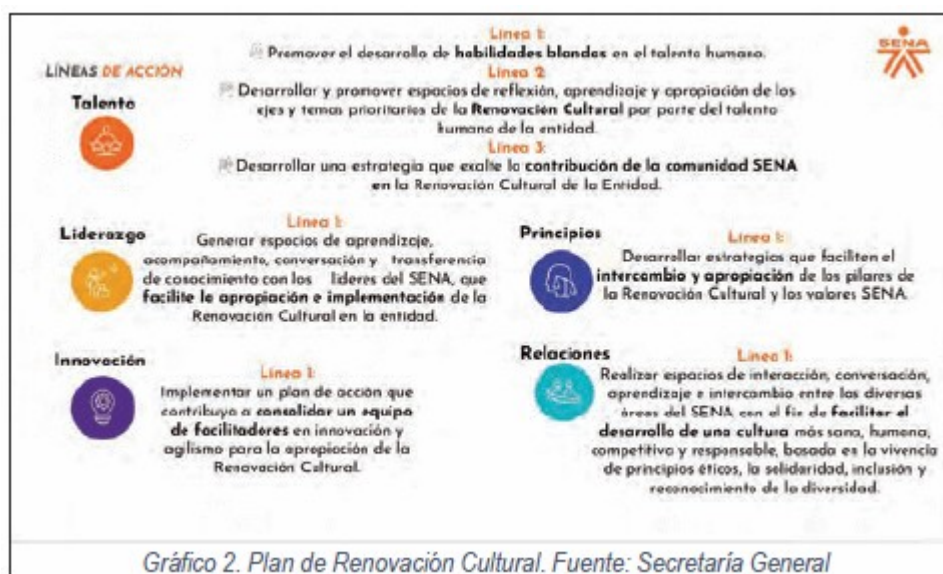 Línea 1:
Promover el desarrollo de habilidades blandas en el talento humano.
SENA
LÍNEAS DE ACCIÓN
Talento
Línea 2
Desarrollar y promover espacios de reflexión, aprendizaje y apropiación de los
ejes y temas prioritarios de la Renovación Cultural por parte del talento
humano de la entidad.
Línea 3:
Desarrollar una estrategia que exalte la contribución de la comunidad SENA
en la Renovación Cultural de la Entidad.
Liderazgo
Línea 1:
Generar espacios de aprendizaje,
acompañamiento, conversación y transferencia
de conocimiento con los líderes del SENA, que
facilite la apropiación e implementación de la
Renovación Cultural en la entidad.
Principios
Línea 1:
Desarrollar estrategias que faciliten el
intercambio y apropiación de los pilares de
la Renovación Cultural y los valores SENA.
Innovación
Línea 1:
Implementar un plan de acción que
contribuya a consolidar un equipo
de facilitadores en innovación y
agilismo para la apropiación de la
Renovación Cultural.
Relaciones
Línea 1:
Realizar espacios de interacción, conversación,
aprendizaje e intercambio entre las diversas
áreas del SENA con el fin de facilitar el
desarrollo de una cultura más sana, humana,
competitiva y responsable, basada en la vivencia
de principios éticos, la solidaridad, inclusión y
reconocimiento de la diversidad.
Gráfico 2. Plan de Renovación Cultural. Fuente: Secretaría General